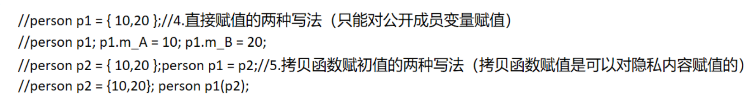 //person p1 = { 10,20 };//4.直接赋值的两种写法（只能对公开成员变量赋值）
//person p1; p1.m_A = 10; p1.m_B = 20;
//person p2 = { 10,20 };person p1 = p2;//5.拷贝函数赋初值的两种写法（拷贝函数赋值是可以对隐私内容赋值的）
//person p2 = {10,20}; person p1(p2);